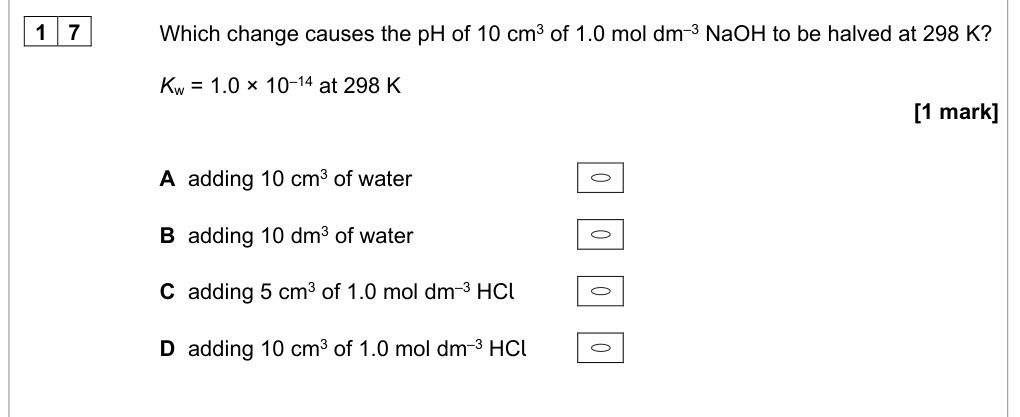 1 7 Which change causes the pH of 10 cm³ of 1.0 mol dm⁻³ NaOH to be halved at 298 K?
Kw = 1.0 × 10⁻¹⁴ at 298 K
[1 mark]
A adding 10 cm³ of water
B adding 10 dm³ of water
C adding 5 cm³ of 1.0 mol dm⁻³ HCl
D adding 10 cm³ of 1.0 mol dm⁻³ HCl